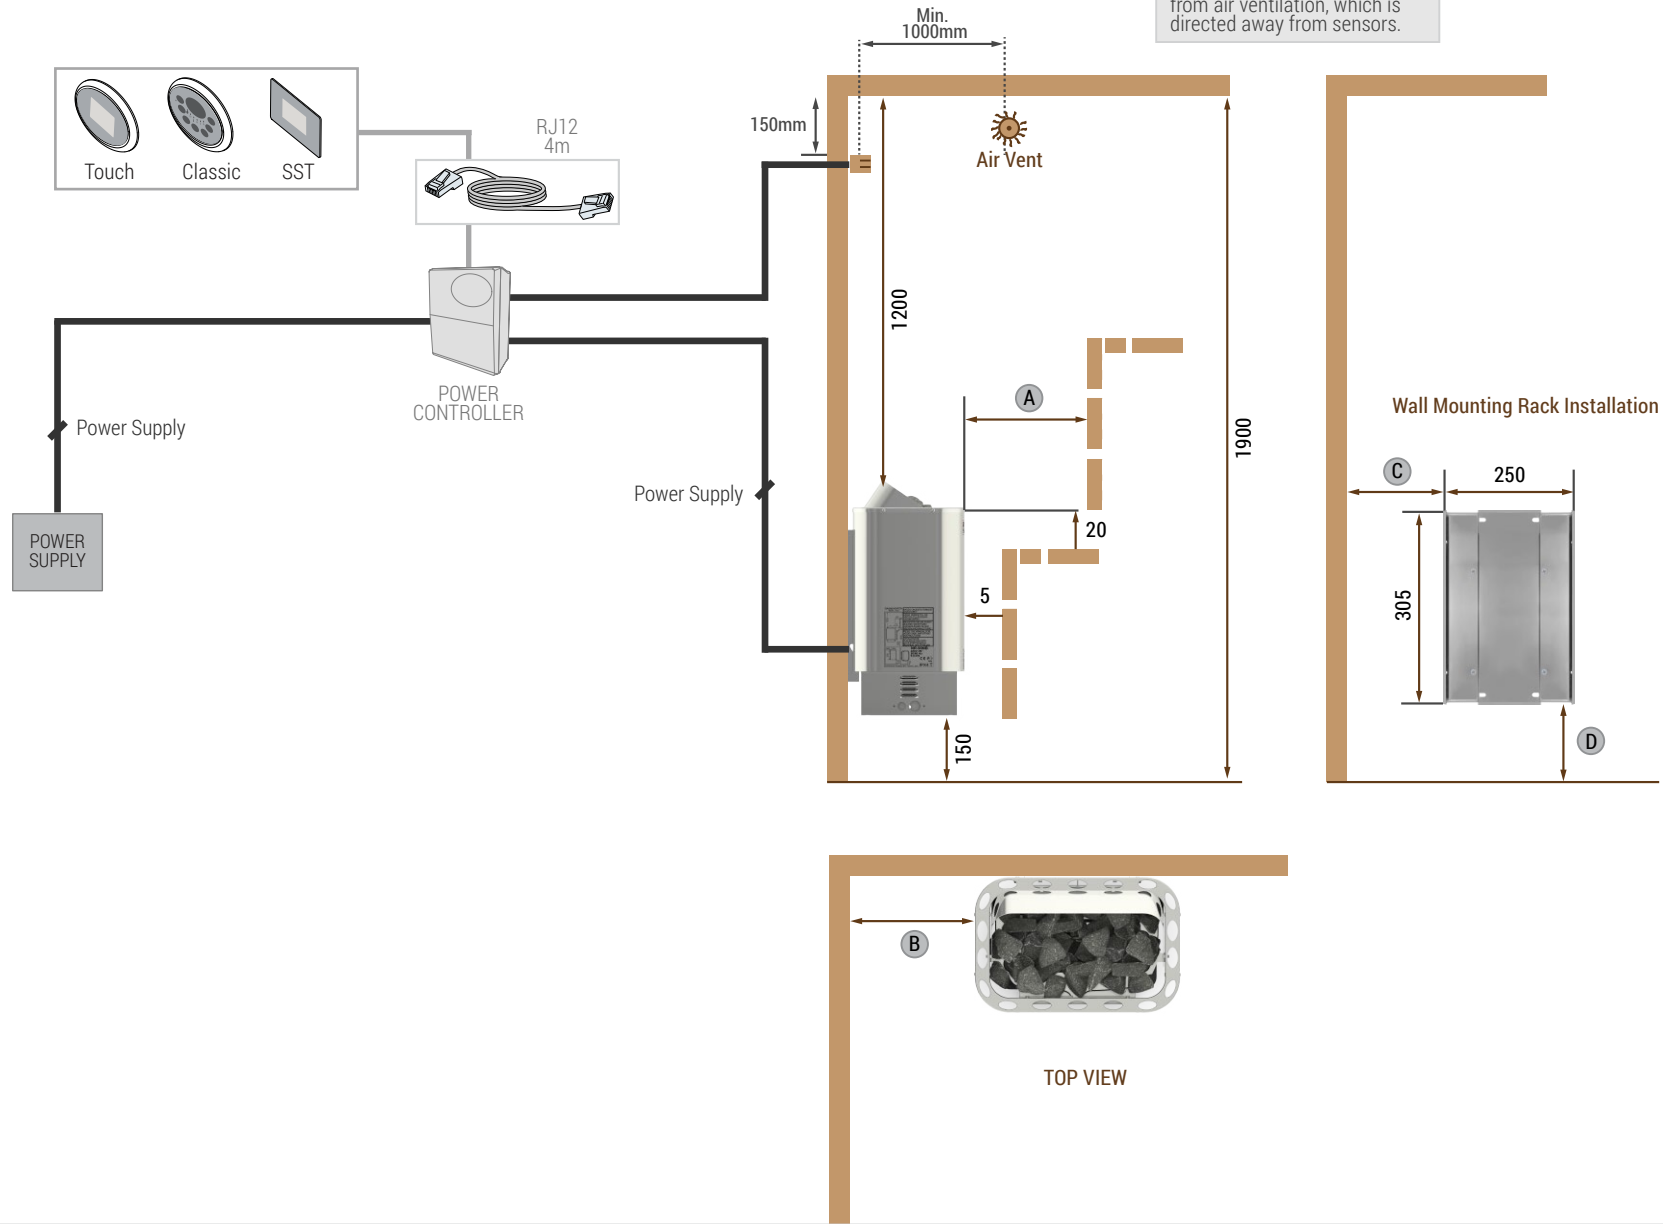 from air ventilation, which is
directed away from sensors.
Min.
1000mm
150mm
Air Vent
Touch
Classic
SST
RJ12
4m
POWER
CONTROLLER
Power Supply
POWER
SUPPLY
Power Supply
1200
1900
A
20
5
150
Wall Mounting Rack Installation
C
250
305
D
B
TOP VIEW